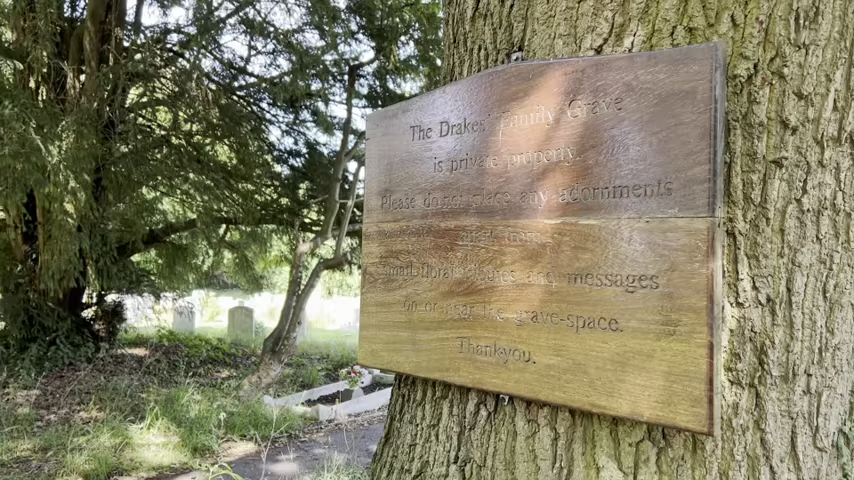 The Drakes' Family Grave
is private property.
Please do not place any adornments
small floral tributes and messages
on or near the grave-space.
Thankyou.